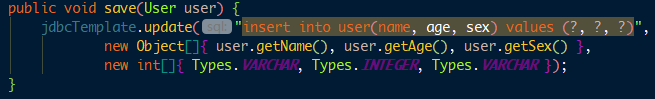 public void save(User user) {
jdbcTemplate.update( sql: "insert into user(name, age, sex) values (?, ?, ?)",
new Object[]{ user.getName(), user.getAge(), user.getSex() },
new int[]{ Types.VARCHAR, Types.INTEGER, Types.VARCHAR });
}